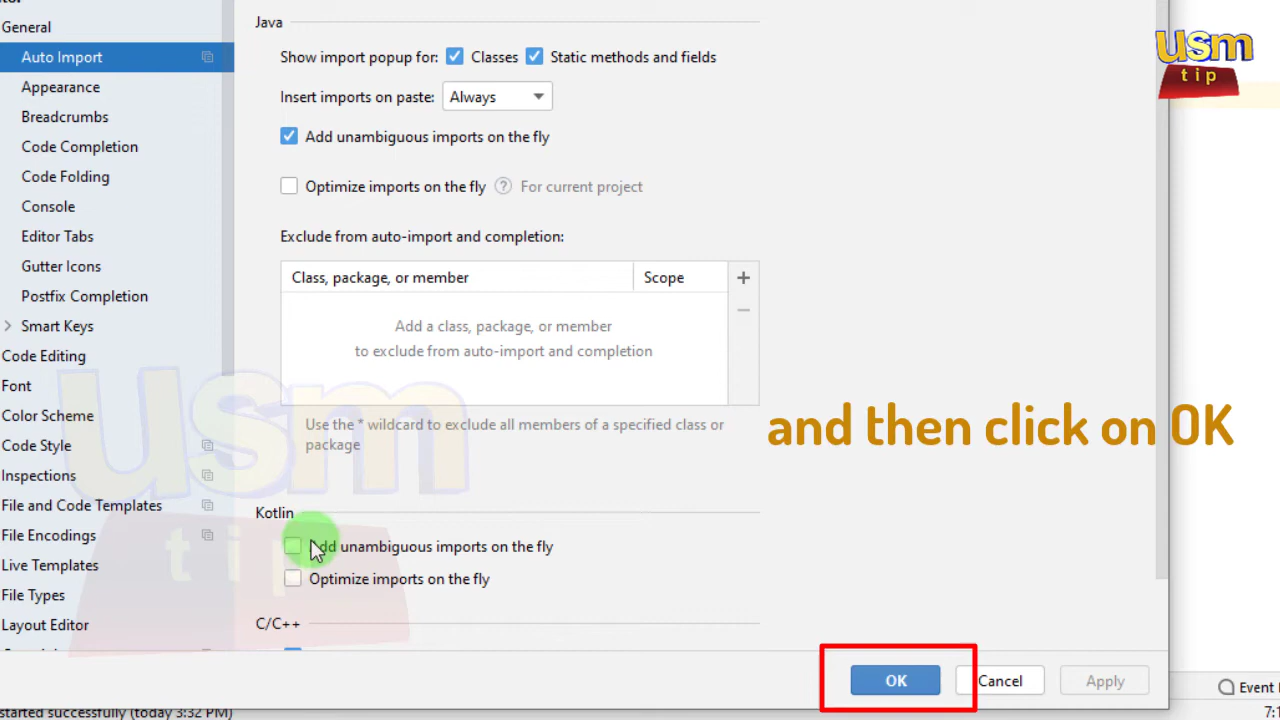 General
Auto Import
Appearance
Breadcrumbs
Code Completion
Code Folding
Console
Editor Tabs
Gutter Icons
Postfix Completion
Smart Keys
Code Editing
Font
Color Scheme
Code Style
Inspections
File and Code Templates
File Encodings
Live Templates
File Types
Layout Editor
Java
Show import popup for: Classes Static methods and fields
Insert imports on paste: Always
Add unambiguous imports on the fly
Optimize imports on the fly For current project
Exclude from auto-import and completion:
Class, package, or member Scope
Add a class, package, or member
to exclude from auto-import and completion
Use the * wildcard to exclude all members of a specified class or
package
Kotlin
Add unambiguous imports on the fly
Optimize imports on the fly
C/C++
OK Cancel Apply
and then click on OK
usm
tip
usm
tip
Event
started successfully (today 3:32 PM)